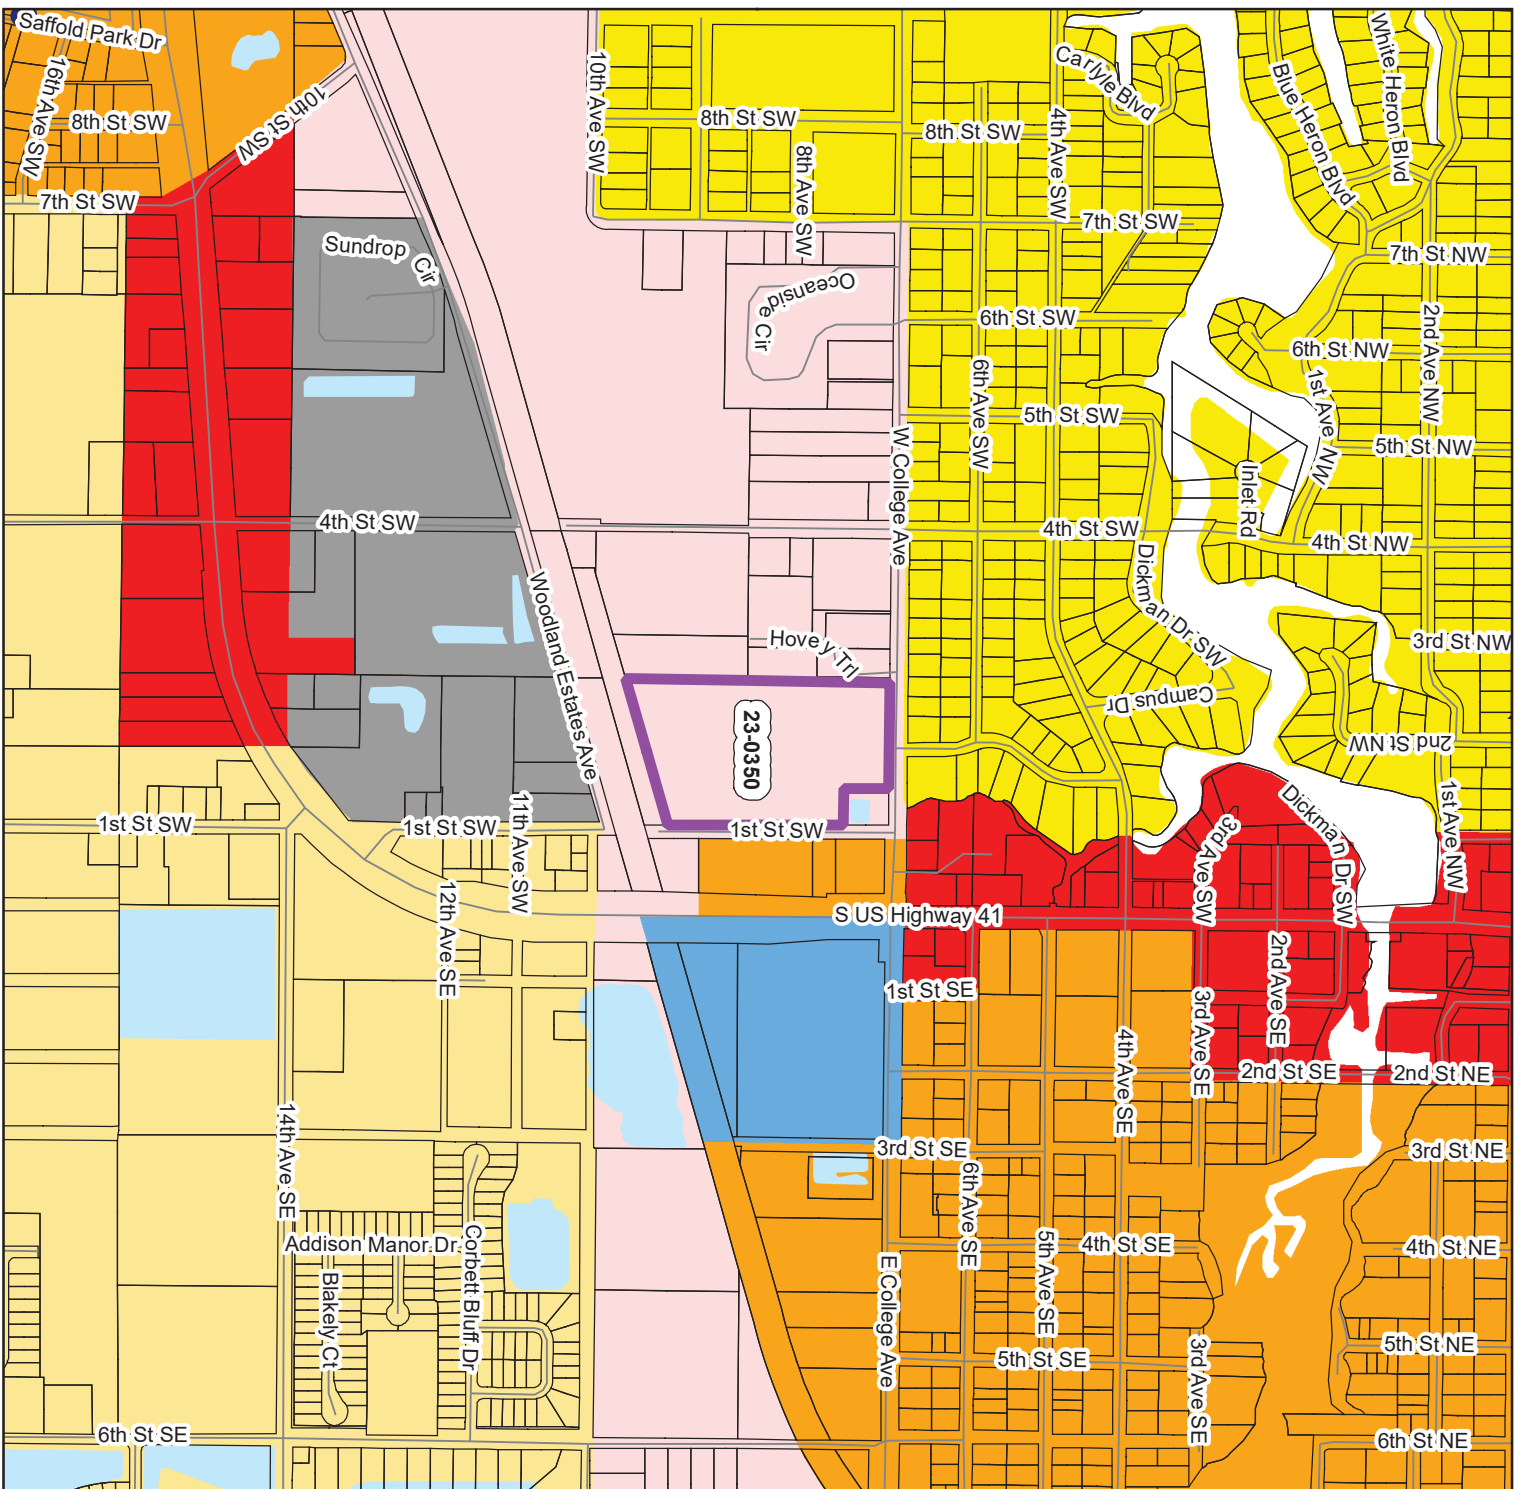 Saffold Park Dr
16th Ave SW
8th St SW
10th St SW
7th St SW
10th Ave SW
8th St SW
8th Ave SW
8th St SW
4th Ave SW
Carlyle Blvd
Blue Heron Blvd
White Heron Blvd
7th St SW
7th St NW
Sundrop Cir
Oceanside Cir
6th St SW
6th St NW
2nd Ave NW
6th Ave SW
5th St SW
1st Ave NW
5th St NW
W College Ave
Inlet Rd
4th St SW
4th St SW
4th St NW
Dickman Dr SW
Woodland Estates Ave
Hovey Trl
3rd St NW
Campus Dr
23-0350
2nd St NW
1st St SW
1st St SW
11th Ave SW
1st St SW
3rd Ave SW
Dickman Dr SW
1st Ave NW
12th Ave SE
S US Highway 41
1st St SE
2nd Ave SE
3rd Ave SE
4th Ave SE
2nd St SE
2nd St NE
14th Ave SE
3rd St SE
3rd St NE
6th Ave SE
Addison Manor Dr
Corbett Bluff Dr
Blakely Ct
E College Ave
5th Ave SE
4th St SE
4th St NE
5th St SE
3rd Ave SE
5th St NE
6th St SE
6th St NE